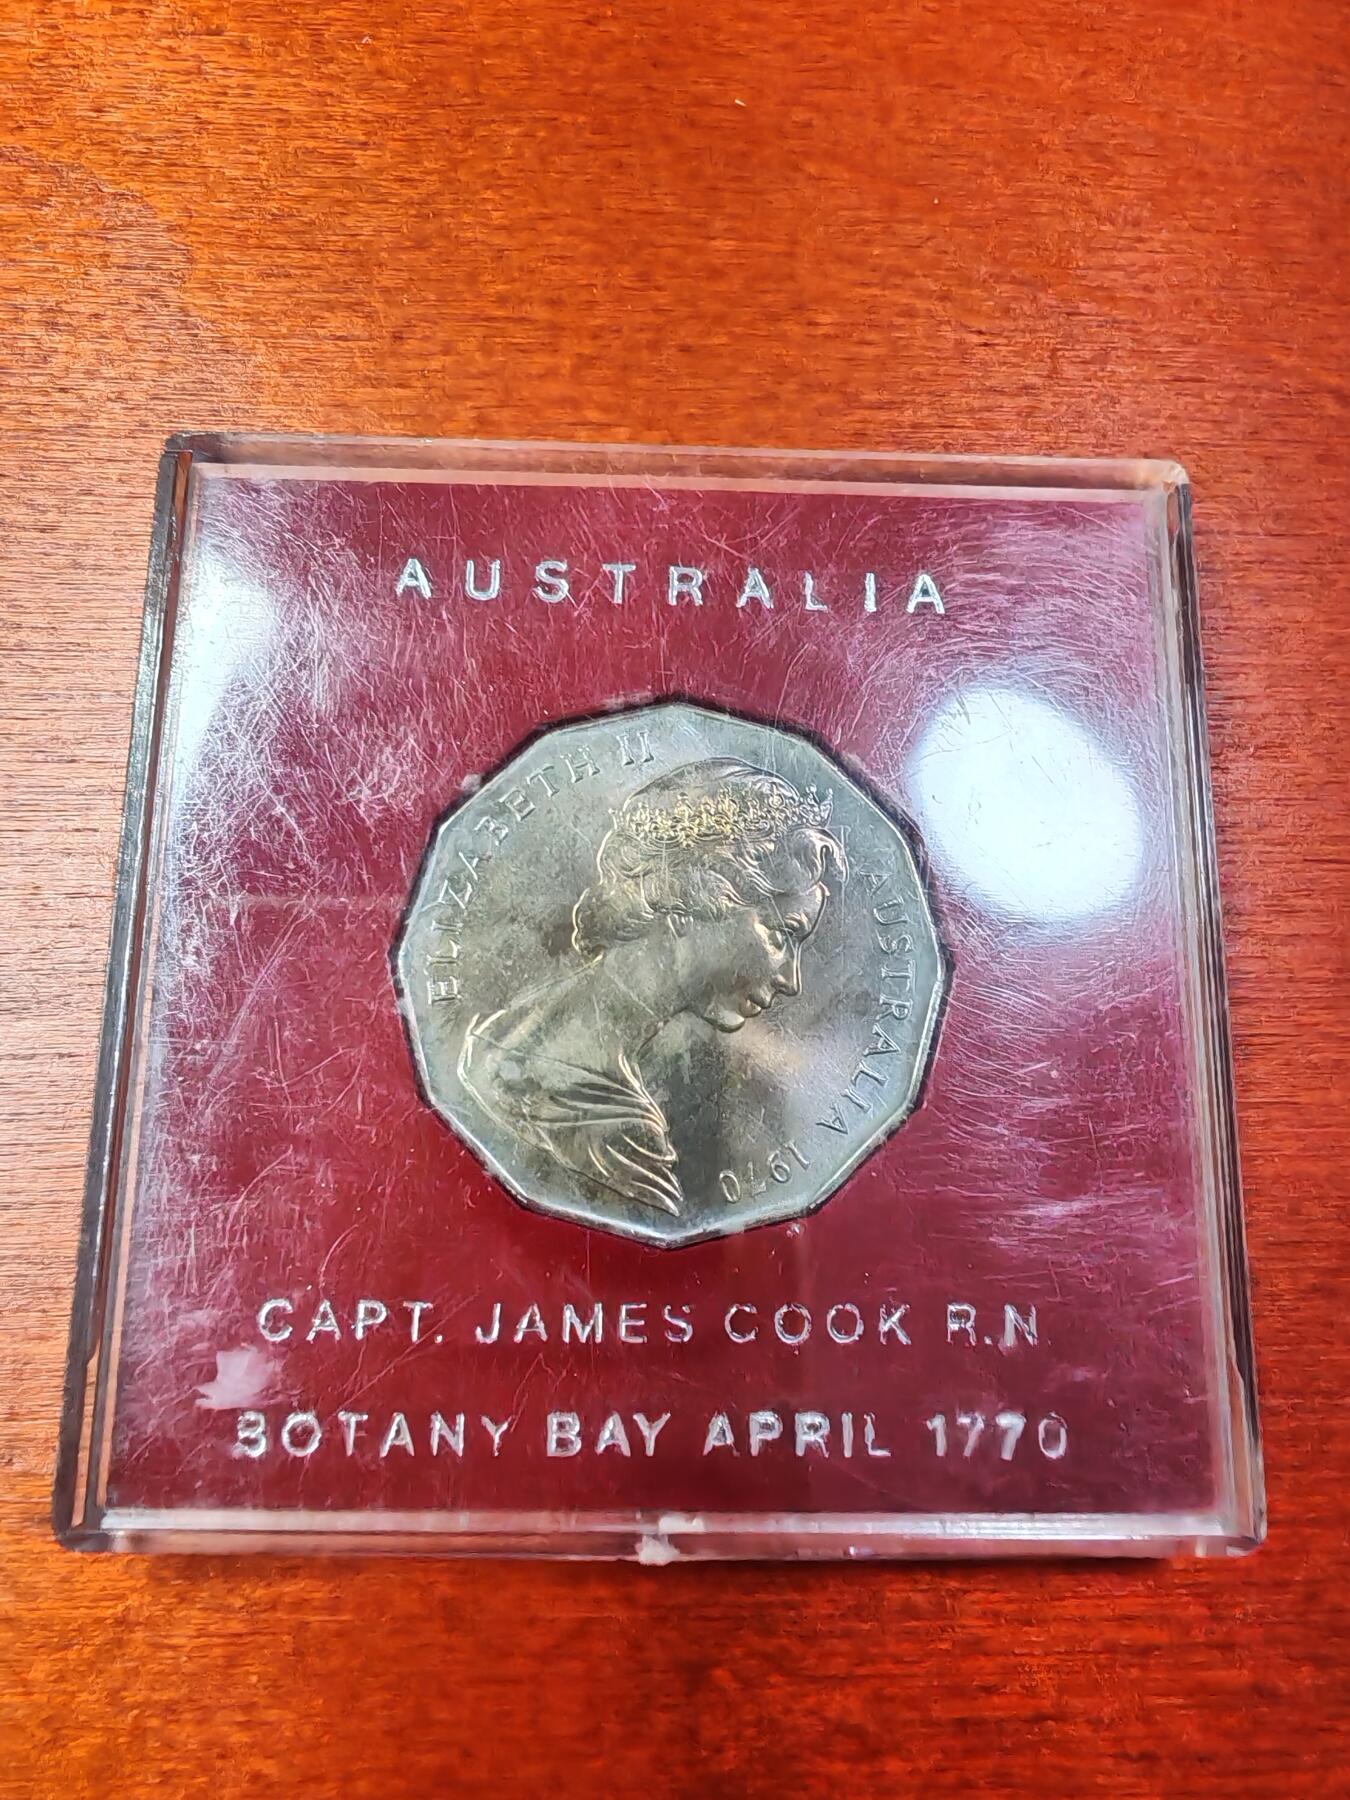 AUSTRALIA
ELIZABETH II
AUSTRALIA 1970
CAPT. JAMES COOK R.N
BOTANY BAY APRIL 1770